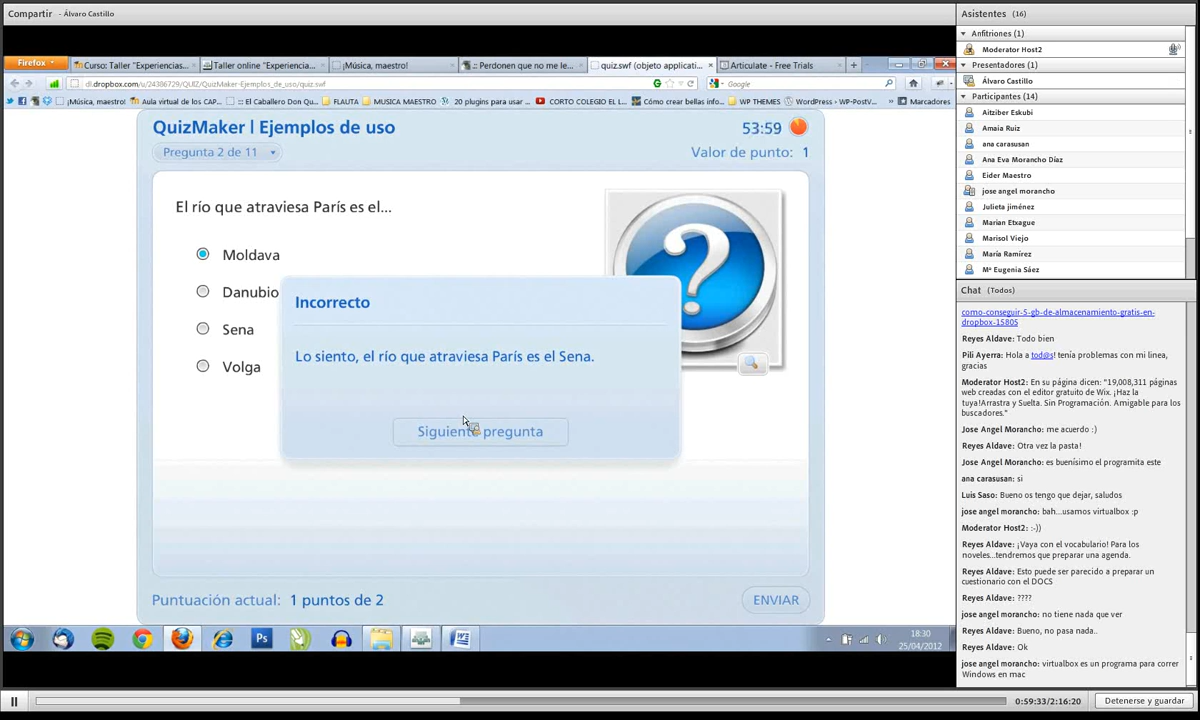 Compartir - Álvaro Castillo
Firefox
Curso: Taller "Experiencias...
Taller online "Experiencias...
¡Música, maestro!
.:: Perdonen que no me le...
quiz.swf (objeto applicati...
Articulate - Free Trials
dl.dropbox.com/u/24386729/QUIZ/QuizMaker-Ejemplos_de_uso/quiz.swf
Google
¡Música, maestro!
Aula virtual de los CAP...
.:: El Caballero Don Qu...
FLAUTA
MUSICA MAESTRO
20 plugins para usar ...
CORTO COLEGIO EL L...
Cómo crear bellas info...
WP THEMES
WordPress › WP-PostV...
Marcadores
QuizMaker | Ejemplos de uso
53:59
Pregunta 2 de 11
Valor de punto: 1
El río que atraviesa París es el...
Moldava
Danubio
Sena
Volga
Incorrecto
Lo siento, el río que atraviesa París es el Sena.
Siguiente pregunta
Puntuación actual: 1 puntos de 2
ENVIAR
18:30
25/04/2012
Asistentes (16)
Anfitriones (1)
Moderator Host2
Presentadores (1)
Álvaro Castillo
Participantes (14)
Aitziber Eskubi
Amaia Ruiz
ana carasusan
Ana Eva Morancho Díaz
Eider Maestro
jose angel morancho
Julieta jiménez
Marian Etxague
Marisol Viejo
María Ramírez
Mª Eugenia Sáez
Chat (Todos)
como-conseguir-5-gb-de-almacenamiento-gratis-en-
dropbox-15805
Reyes Aldave: Todo bien
Pili Ayerra: Hola a tod@s! tenía problemas con mi linea,
gracias
Moderator Host2: En su página dicen: "19,008,311 páginas
web creadas con el editor gratuito de Wix. ¡Haz la
tuya!Arrastra y Suelta. Sin Programación. Amigable para los
buscadores."
Jose Angel Morancho: me acuerdo :)
Reyes Aldave: Otra vez la pasta!
Jose Angel Morancho: es buenísimo el programita este
ana carasusan: si
Luis Saso: Bueno os tengo que dejar, saludos
jose angel morancho: bah...usamos virtualbox :p
Moderator Host2: :-))
Reyes Aldave: ¡Vaya con el vocabulario! Para los
noveles...tendremos que preparar una agenda.
Reyes Aldave: Esto puede ser parecido a preparar un
cuestionario con el DOCS
Reyes Aldave: ????
jose angel morancho: no tiene nada que ver
Reyes Aldave: Bueno, no pasa nada..
Reyes Aldave: Ok
jose angel morancho: virtualbox es un programa para correr
Windows en mac
0:59:33/2:16:20
Detenerse y guardar